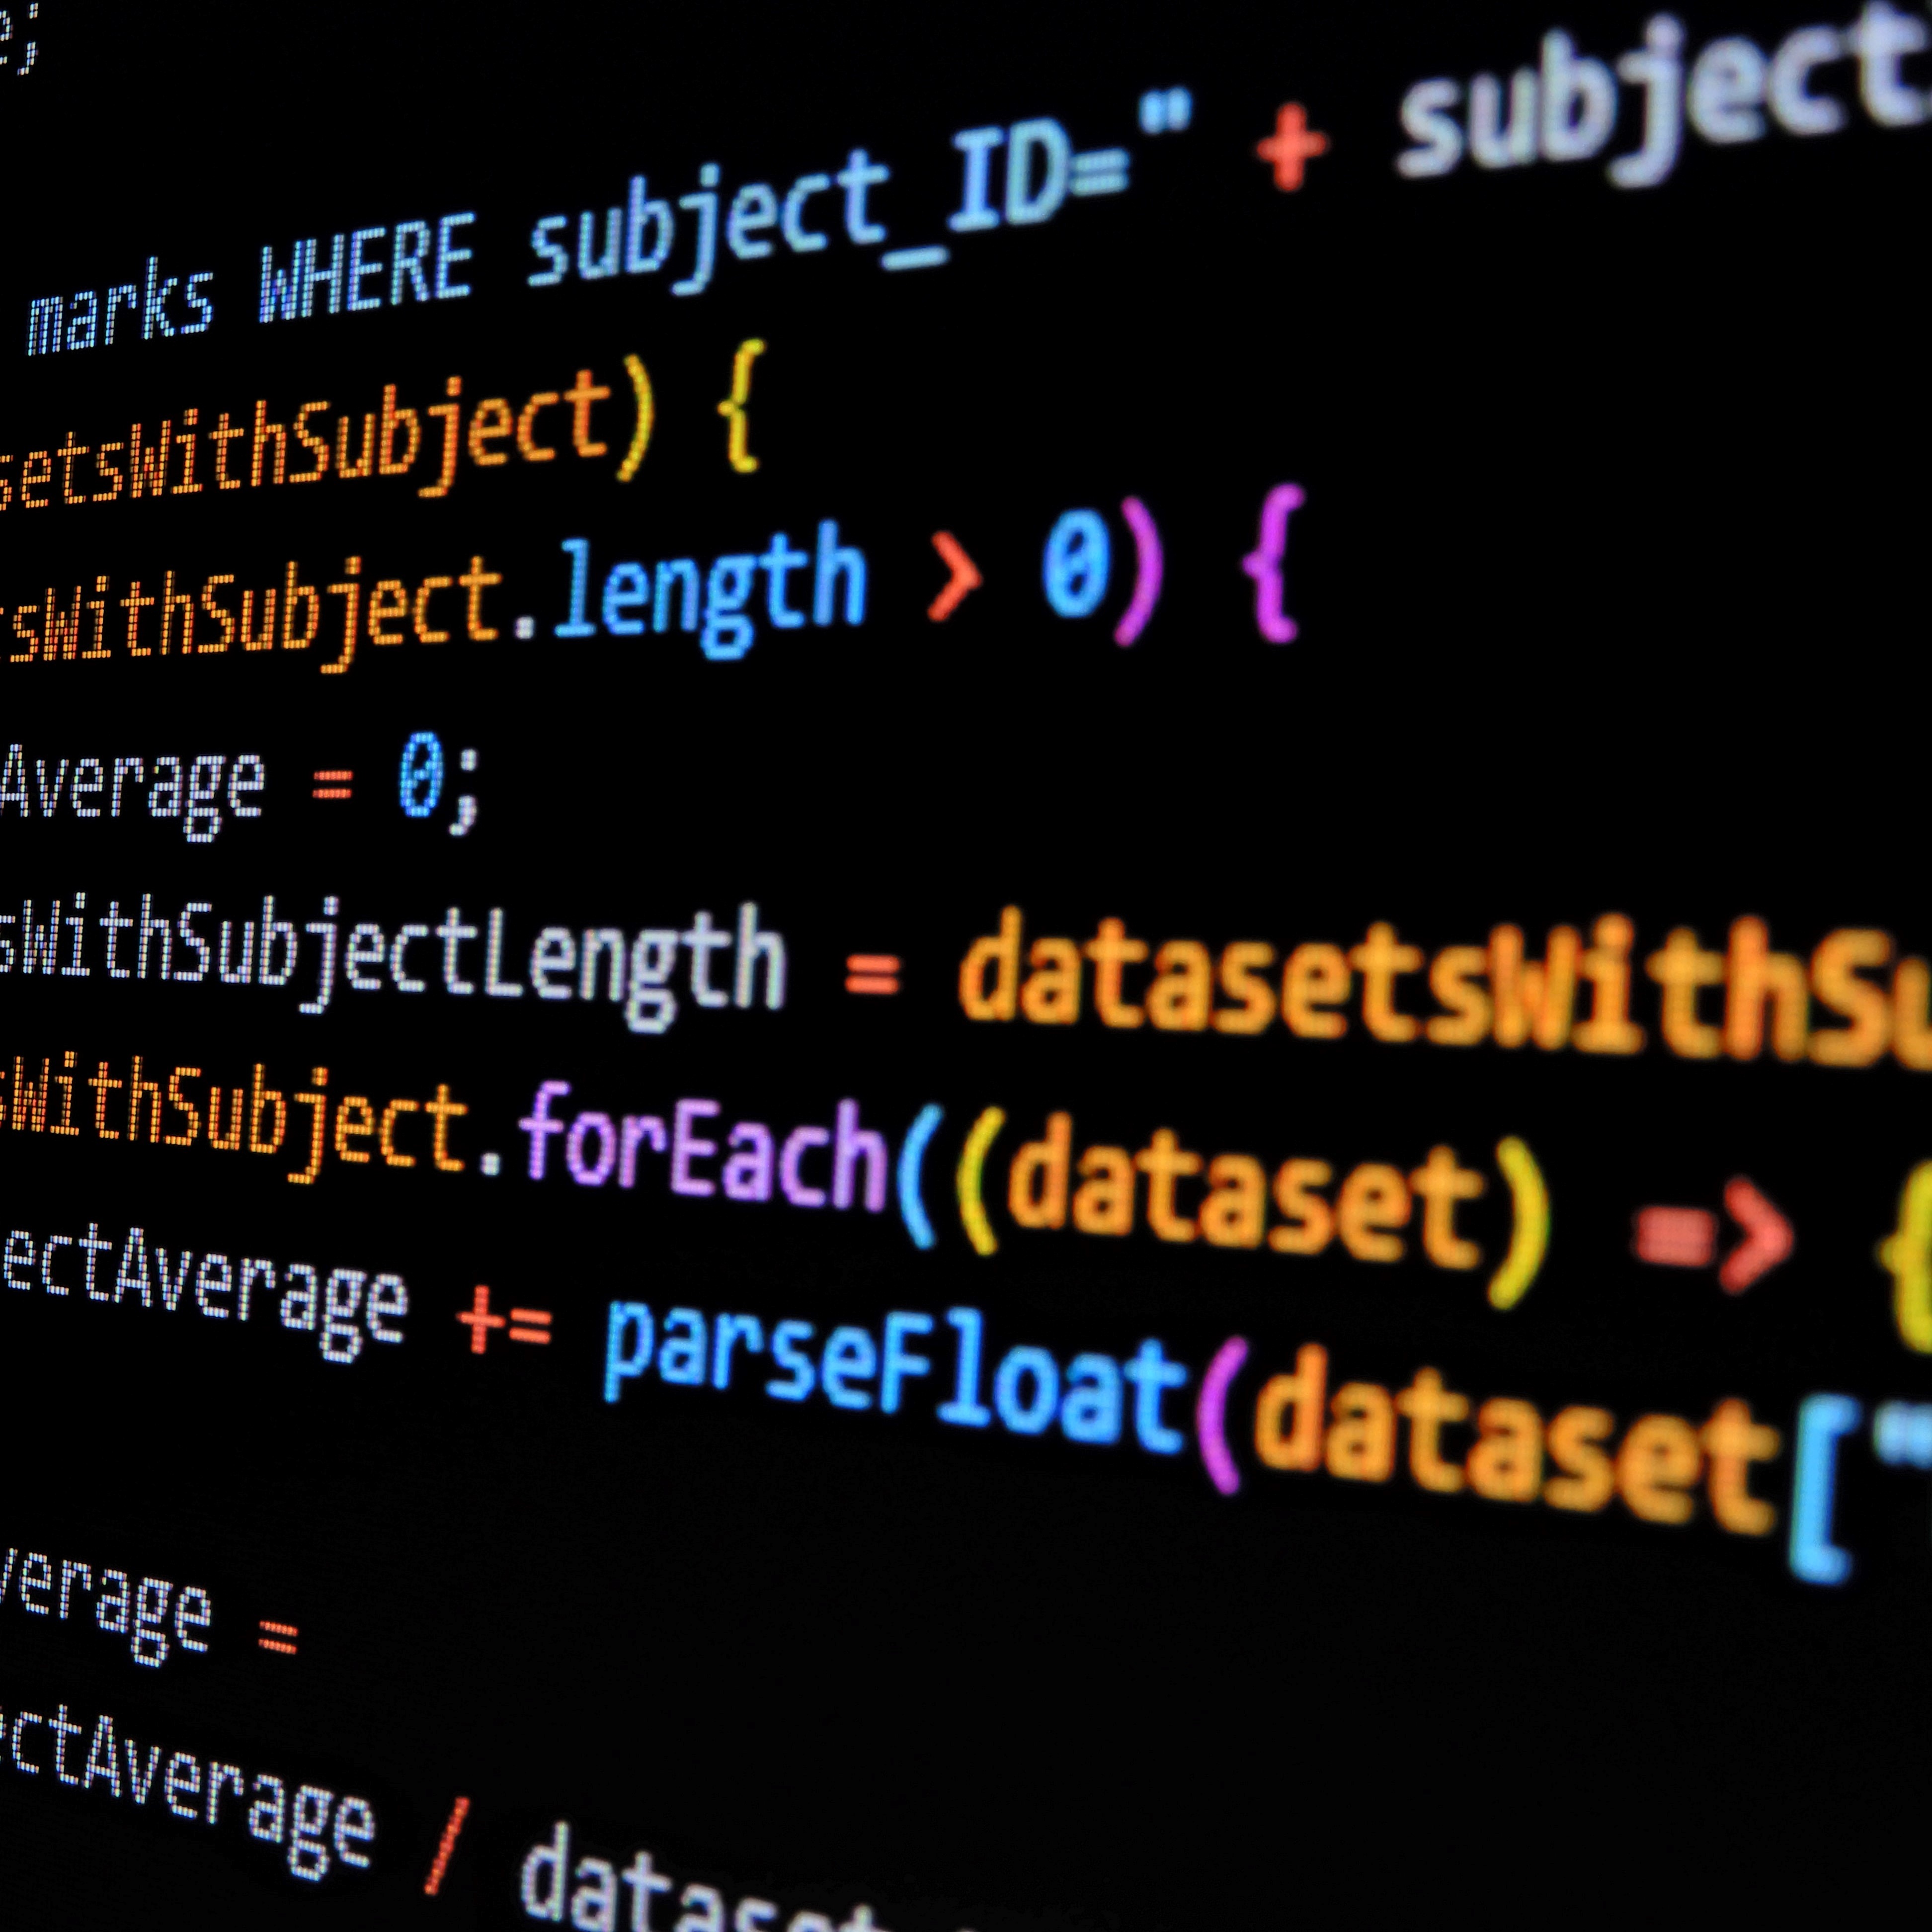 e;
marks WHERE subject_ID=" + subject
setsWithSubject) {
sWithSubject.length > 0) {
Average = 0;
sWithSubjectLength = datasetsWithSu
sWithSubject.forEach((dataset) => {
ectAverage += parseFloat(dataset["
verage =
ectAverage / dataset